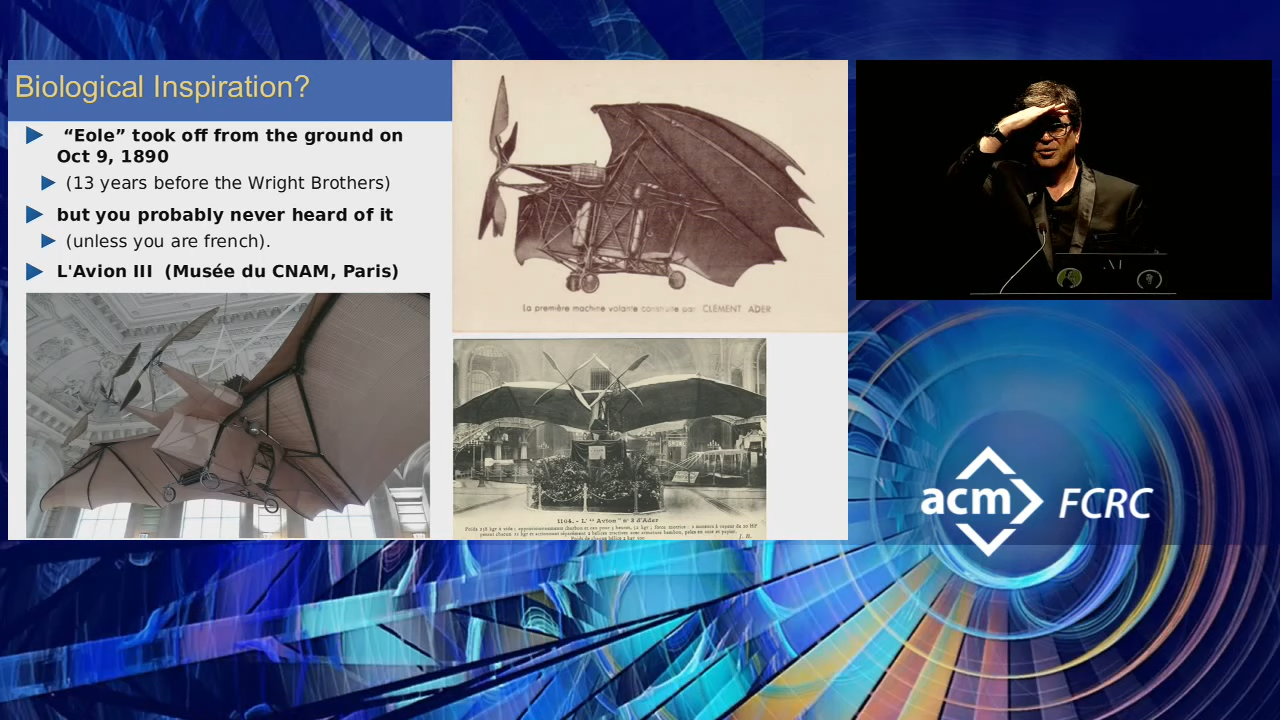 Biological Inspiration?
“Eole” took off from the ground on
Oct 9, 1890
(13 years before the Wright Brothers)
but you probably never heard of it
(unless you are french).
L'Avion III (Musée du CNAM, Paris)
La première machine volante construite par CLÉMENT ADER
1104. - L' "Avion" n° 3 d'Ader
acm FCRC